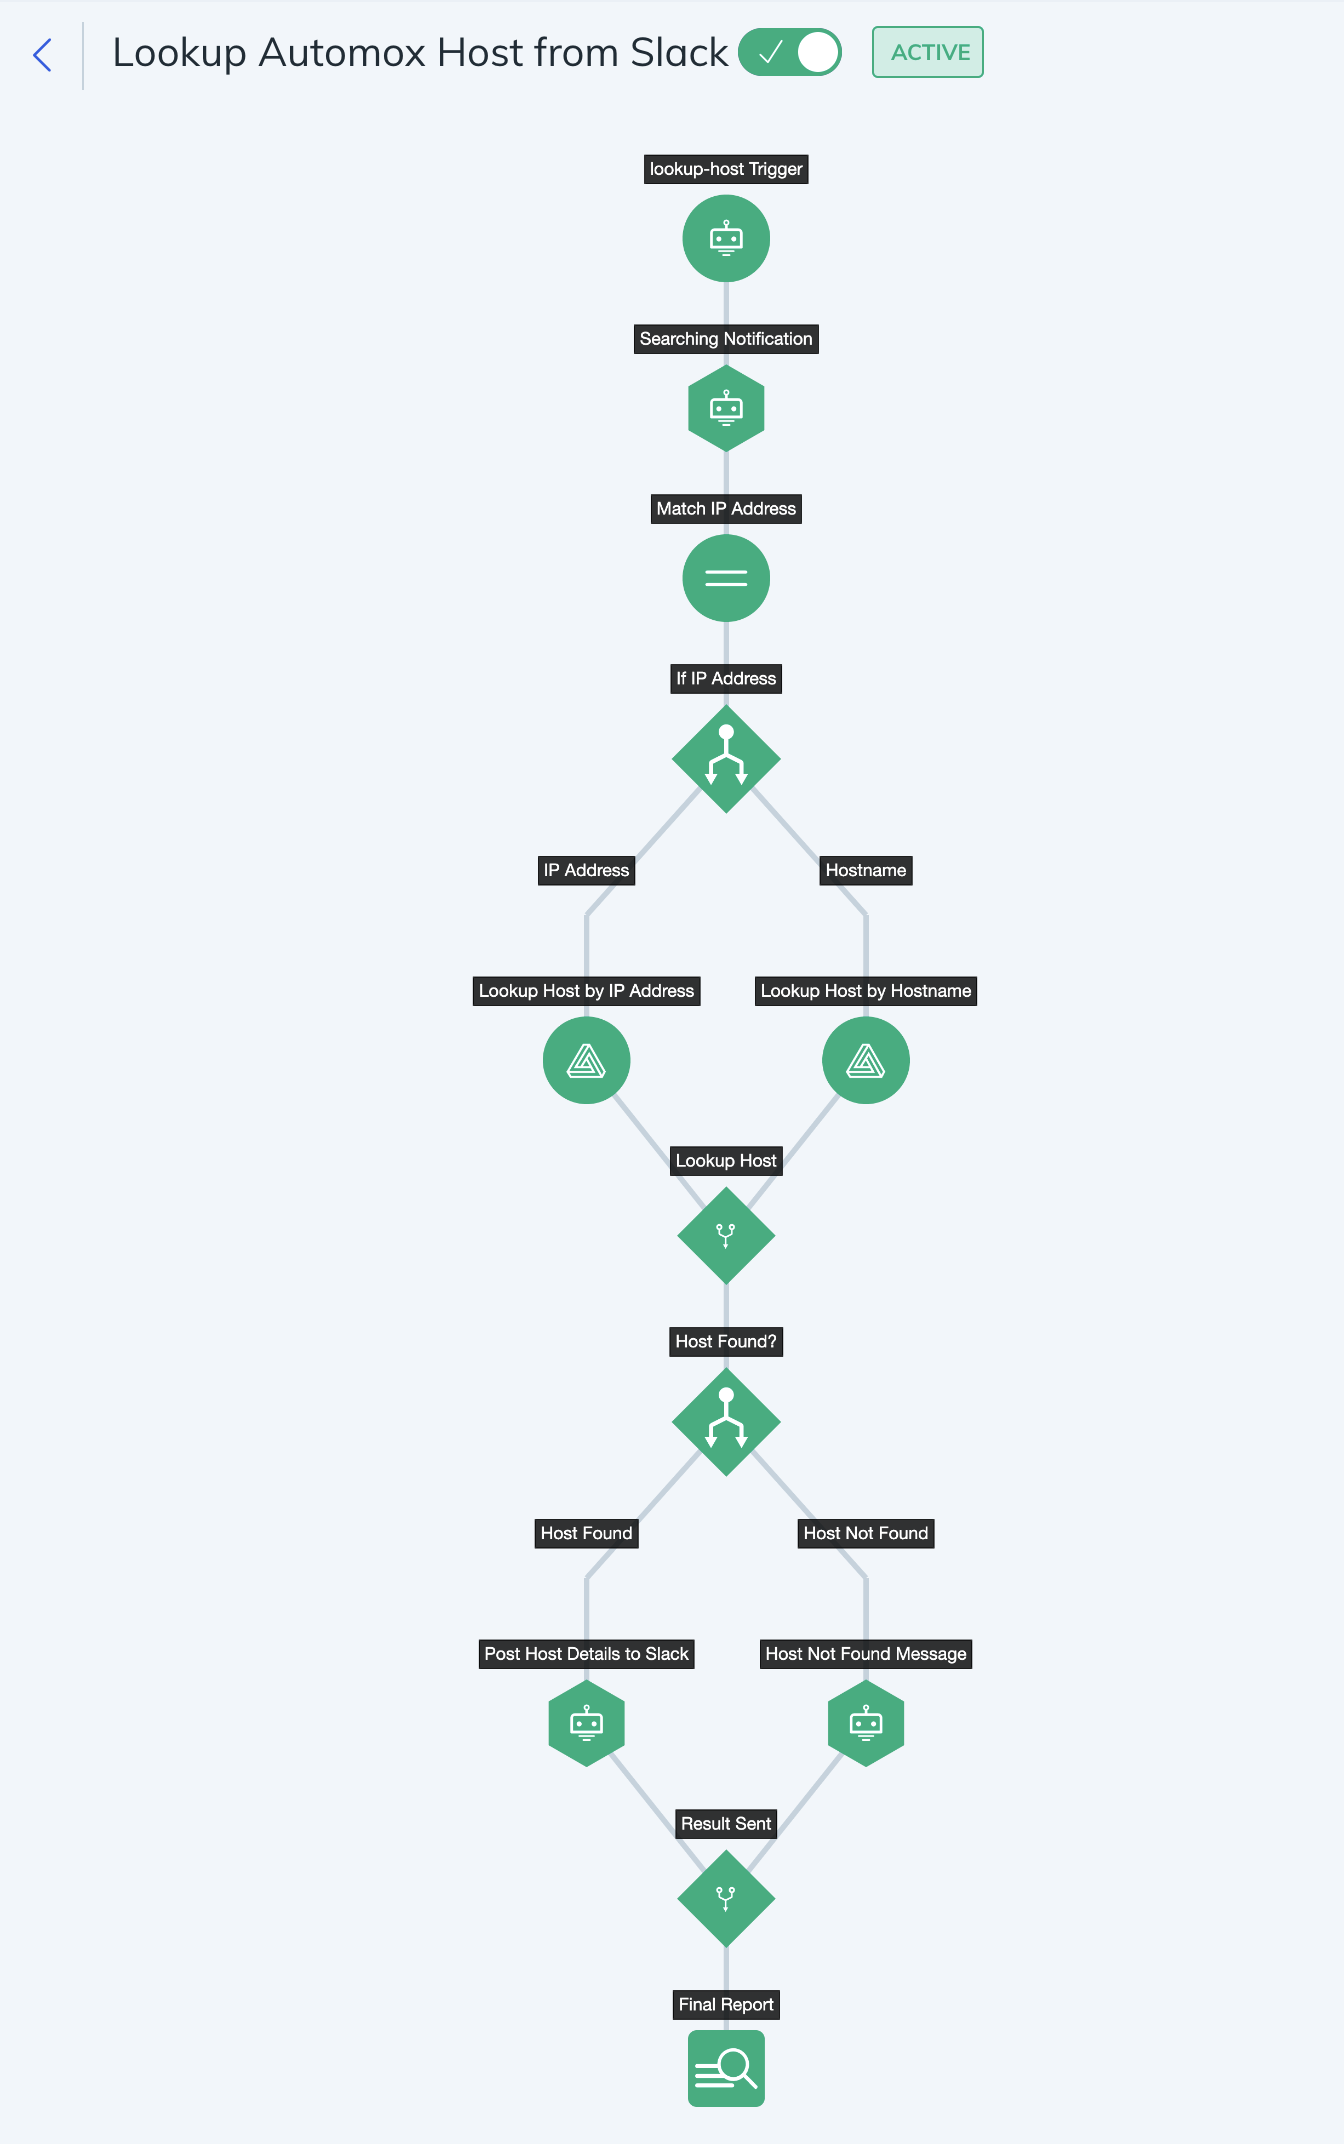 Lookup Automox Host from Slack
ACTIVE
lookup-host Trigger
Searching Notification
Match IP Address
If IP Address
IP Address
Hostname
Lookup Host by IP Address
Lookup Host by Hostname
Lookup Host
Host Found?
Host Found
Host Not Found
Post Host Details to Slack
Host Not Found Message
Result Sent
Final Report